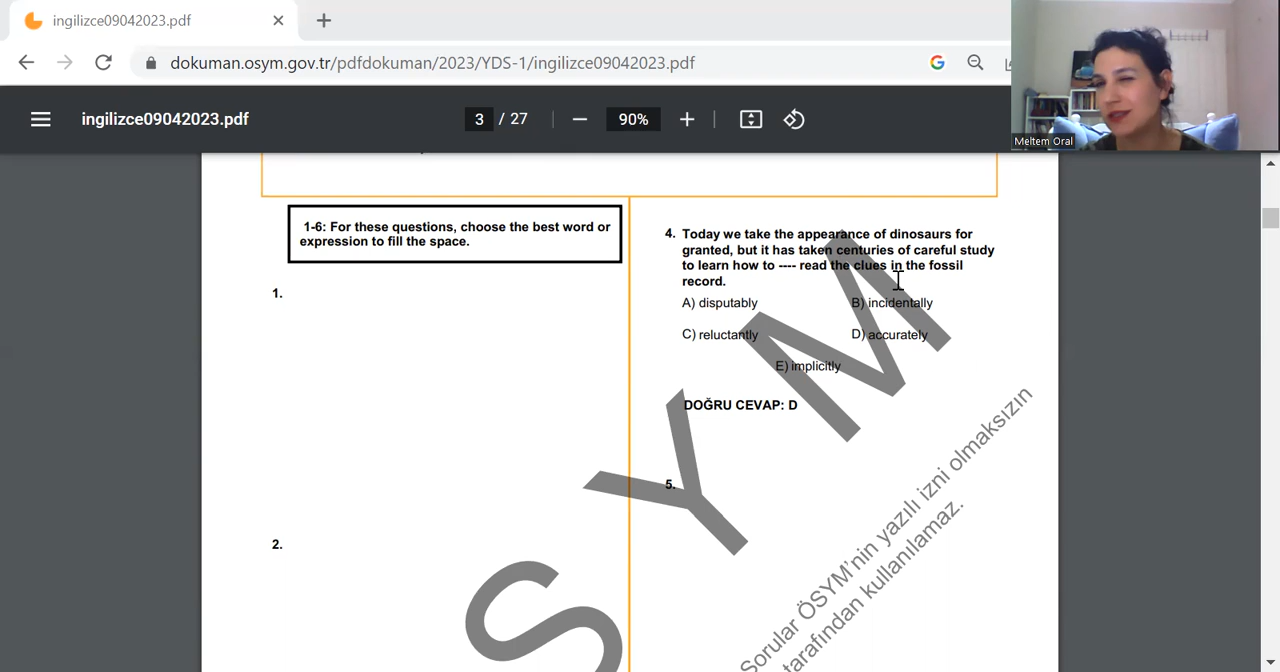 ingilizce09042023.pdf
dokuman.osym.gov.tr/pdfdokuman/2023/YDS-1/ingilizce09042023.pdf
ingilizce09042023.pdf
3 / 27
90%
Meltem Oral
1-6: For these questions, choose the best word or
expression to fill the space.
1.
2.
4. Today we take the appearance of dinosaurs for
granted, but it has taken centuries of careful study
to learn how to ---- read the clues in the fossil
record.
A) disputably B) incidentally
C) reluctantly D) accurately
E) implicitly
DOĞRU CEVAP: D
5.
SYM
Sorular ÖSYM'nin yazılı izni olmaksızın
tarafından kullanılamaz.